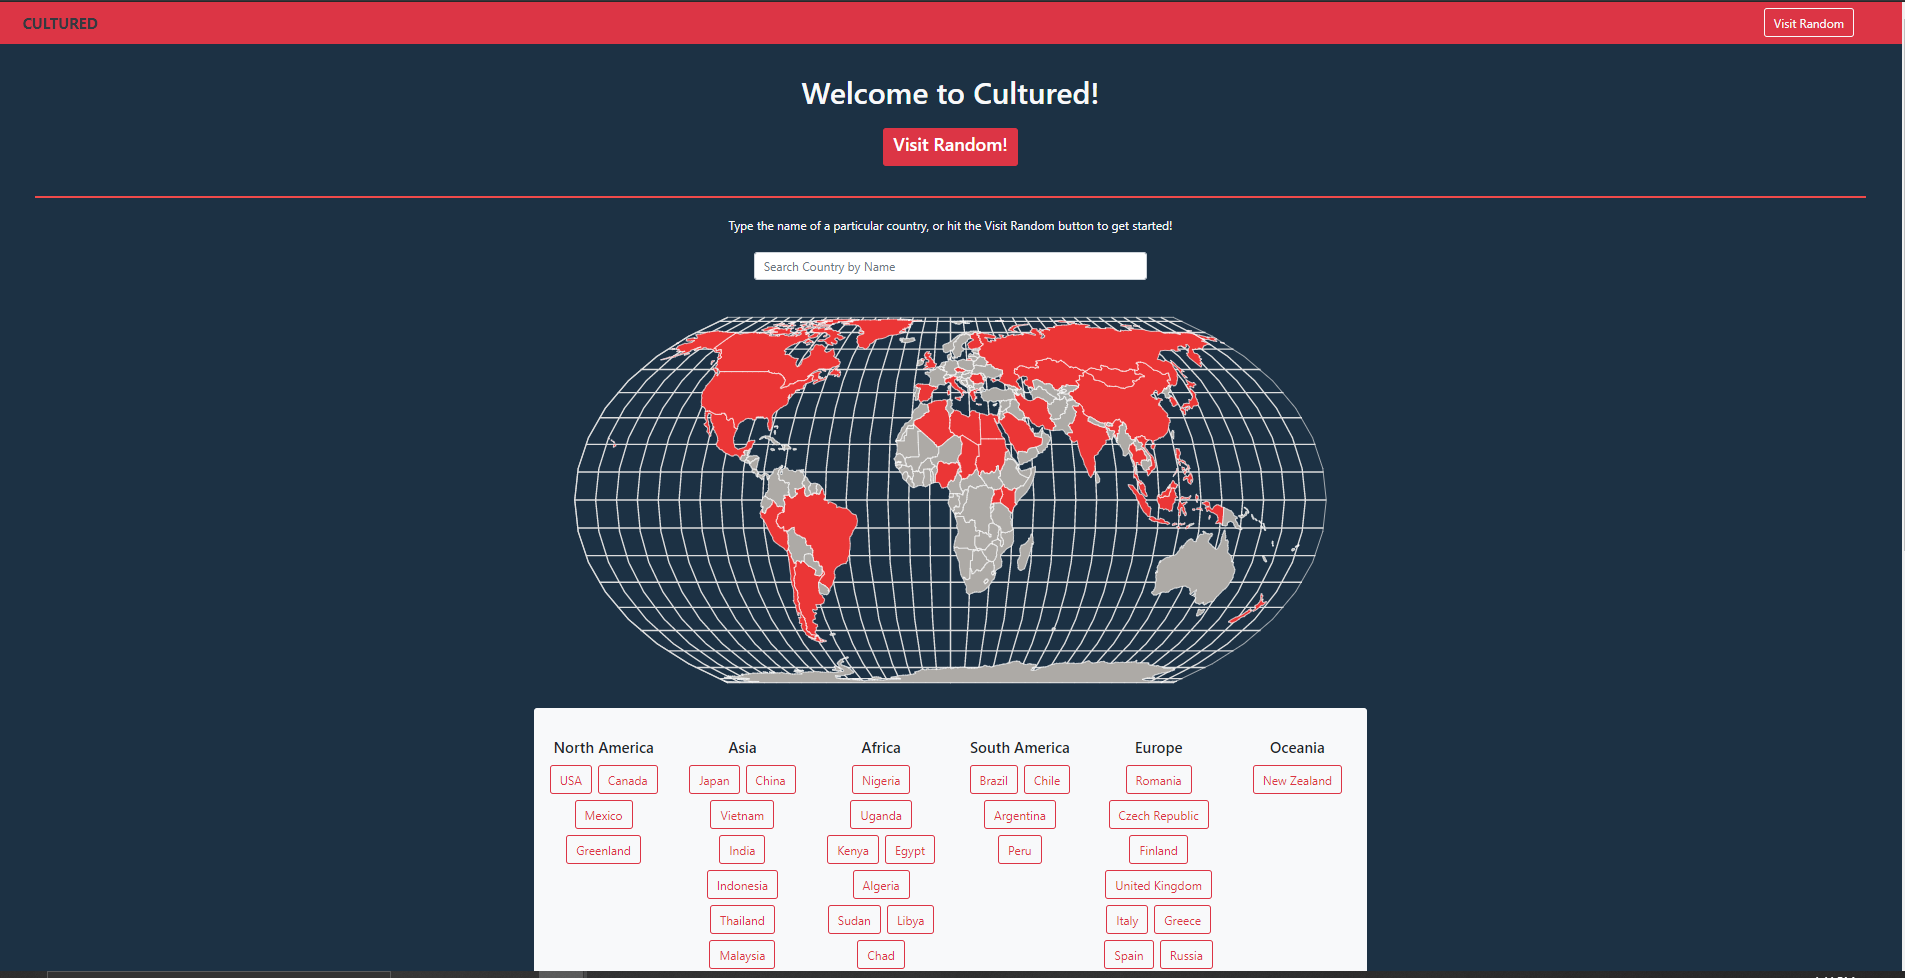 CULTURED
Visit Random
Welcome to Cultured!
Visit Random!
Type the name of a particular country, or hit the Visit Random button to get started!
Search Country by Name
North America
USA Canada
Mexico
Greenland
Asia
Japan China
Vietnam
India
Indonesia
Thailand
Malaysia
Africa
Nigeria
Uganda
Kenya Egypt
Algeria
Sudan Libya
Chad
South America
Brazil Chile
Argentina
Peru
Europe
Romania
Czech Republic
Finland
United Kingdom
Italy Greece
Spain Russia
Oceania
New Zealand